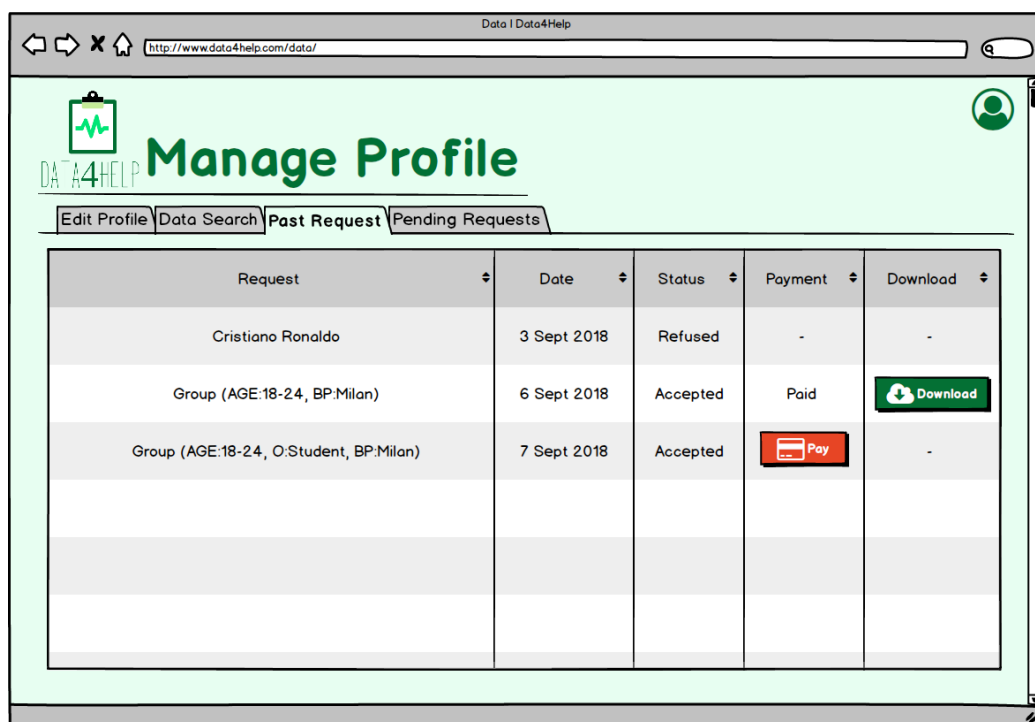 Data | Data4Help
http://www.data4help.com/data/
DATA4HELP
Manage Profile
Edit Profile Data Search Past Request Pending Requests
Request Date Status Payment Download
Cristiano Ronaldo 3 Sept 2018 Refused - -
Group (AGE:18-24, BP:Milan) 6 Sept 2018 Accepted Paid Download
Group (AGE:18-24, O:Student, BP:Milan) 7 Sept 2018 Accepted Pay -